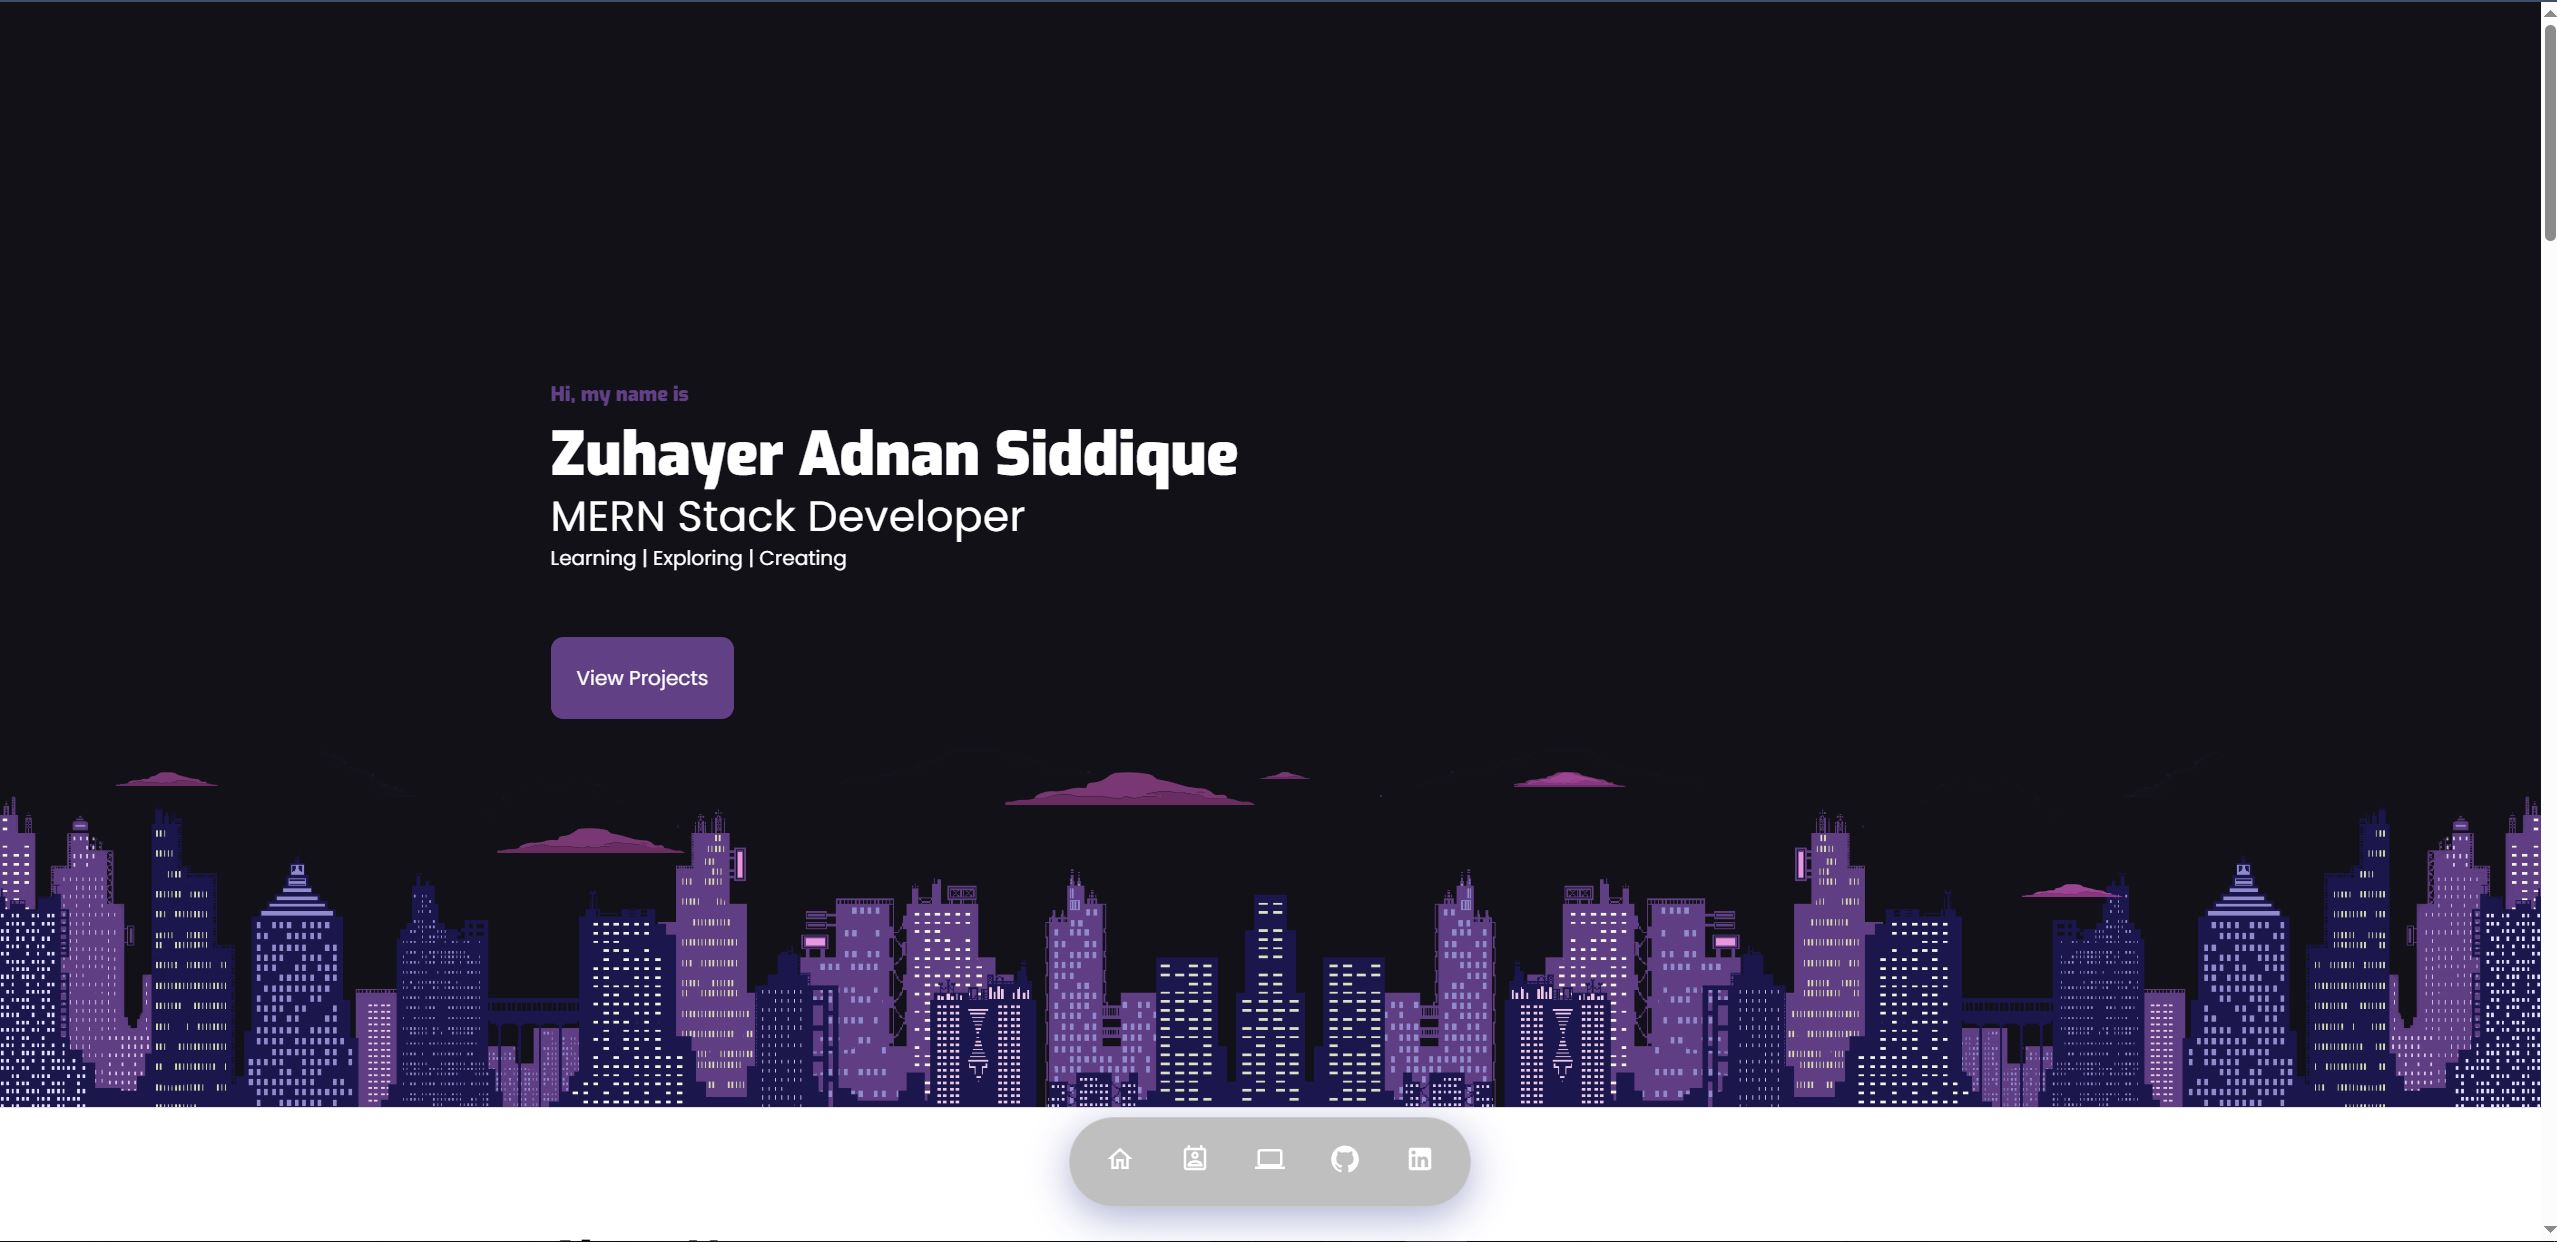 Hi, my name is
Zuhayer Adnan Siddique
MERN Stack Developer
Learning | Exploring | Creating
View Projects